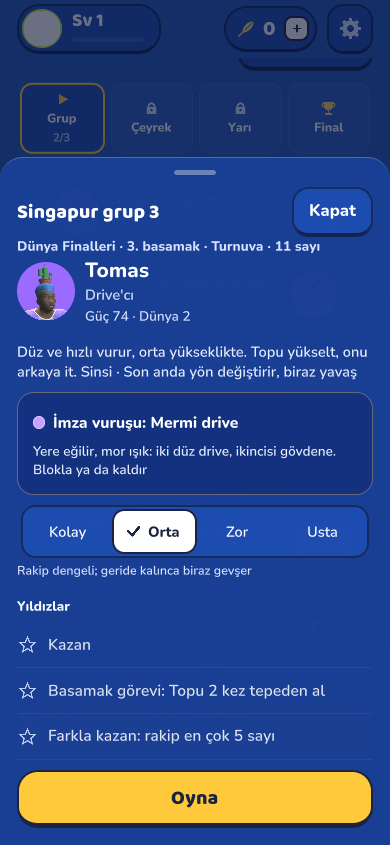 Sv 1
0
+
Grup
2/3
Çeyrek
Yarı
Final
Singapur grup 3
Kapat
Dünya Finalleri · 3. basamak · Turnuva · 11 sayı
Tomas
Drive'cı
Güç 74 · Dünya 2
Düz ve hızlı vurur, orta yükseklikte. Topu yükselt, onu
arkaya it. Sinsi · Son anda yön değiştirir, biraz yavaş
İmza vuruşu: Mermi drive
Yere eğilir, mor ışık: iki düz drive, ikincisi gövdene.
Blokla ya da kaldır
Kolay
Orta
Zor
Usta
Rakip dengeli; geride kalınca biraz gevşer
Yıldızlar
Kazan
Basamak görevi: Topu 2 kez tepeden al
Farkla kazan: rakip en çok 5 sayı
Oyna